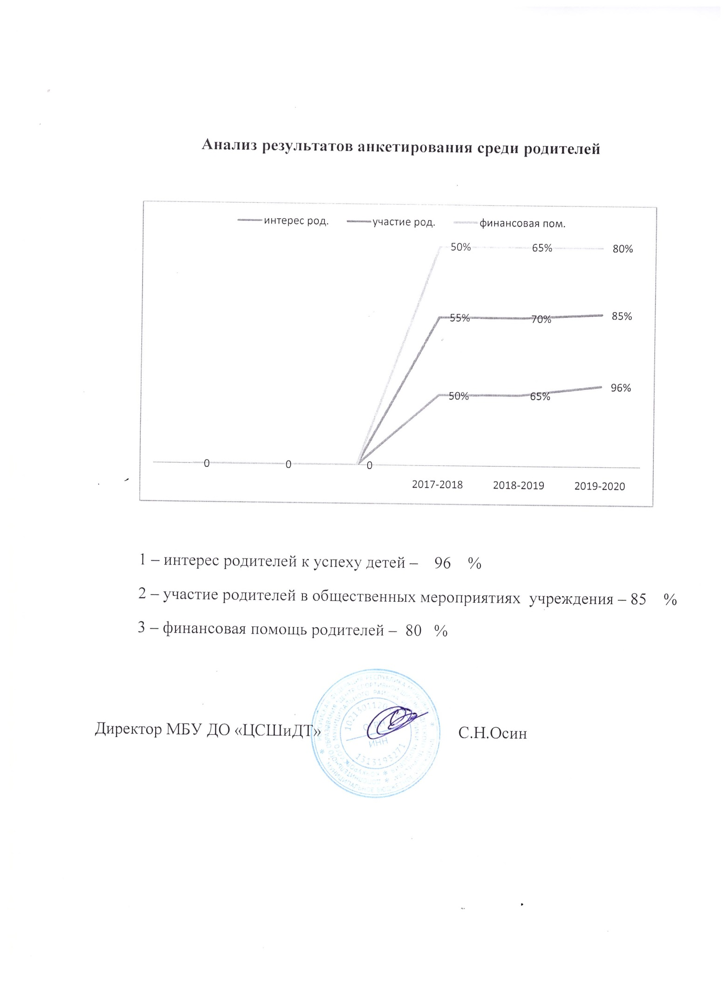 Анализ результатов анкетирования среди родителей
интерес род. участие род. финансовая пом.
50% 65% 80%
55% 70% 85%
50% 65% 96%
0 0 0
2017-2018 2018-2019 2019-2020
1 – интерес родителей к успеху детей – 96 %
2 – участие родителей в общественных мероприятиях учреждения – 85 %
3 – финансовая помощь родителей – 80 %
Директор МБУ ДО «ЦСШиДТ» С.Н.Осин
ИНН
1313193271